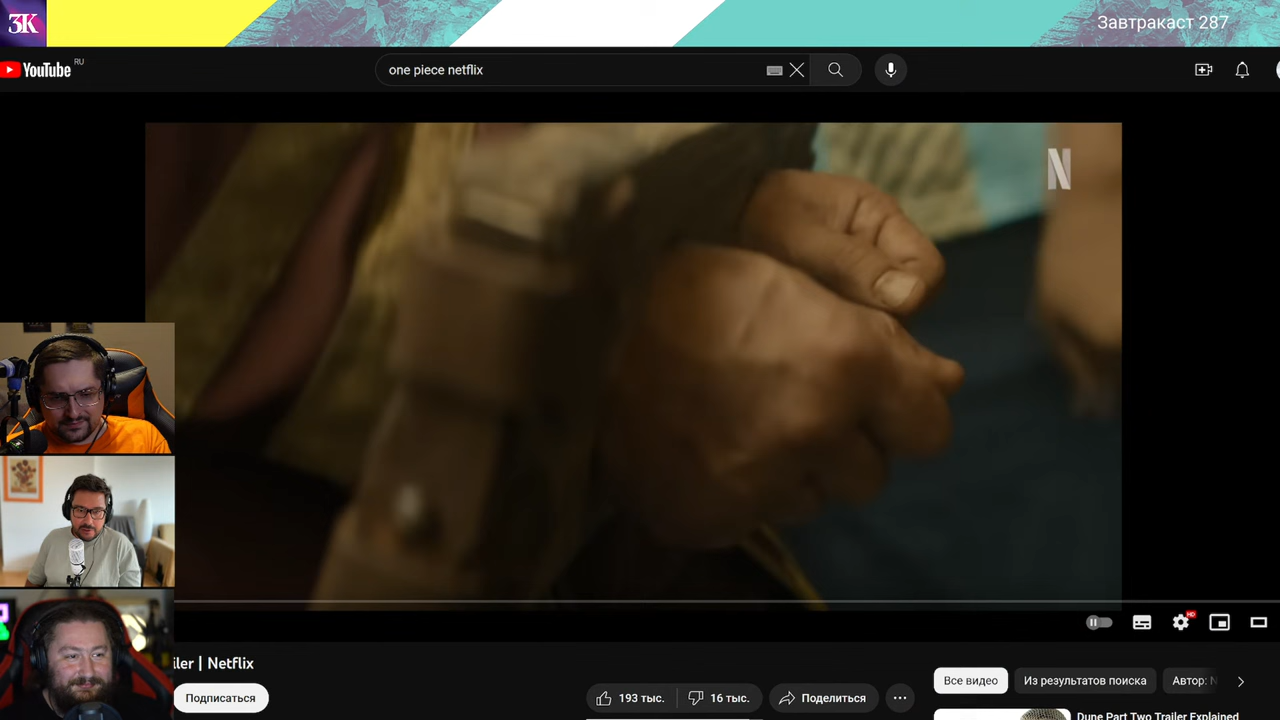 ЗК
Завтракаст 287
YouTube RU
one piece netflix
N
HD
iler | Netflix
Подписаться
193 тыс.
16 тыс.
Поделиться
Все видео
Из результатов поиска
Автор: N
Dune Part Two Trailer Explained